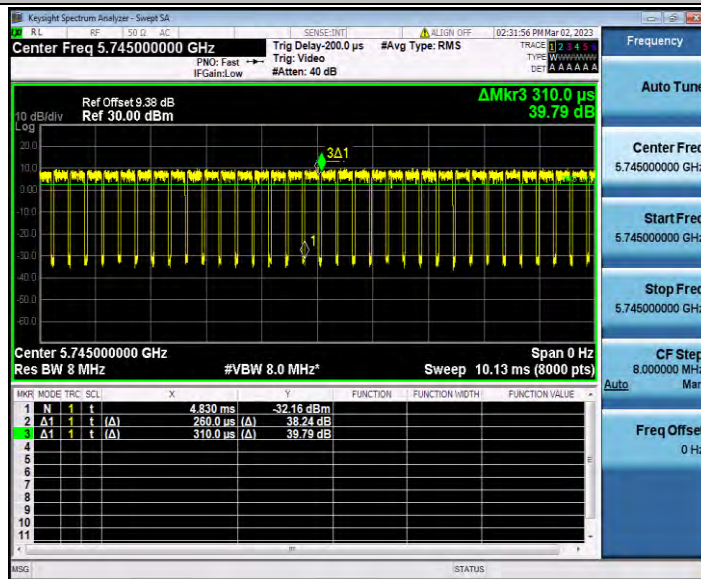 Keysight Spectrum Analyzer - Swept SA
RL RF 50 Ω AC SENSE:INT ALIGN OFF 02:31:56 PM Mar 02, 2023
Center Freq 5.745000000 GHz
PNO: Fast
IFGain:Low
Trig Delay-200.0 µs
Trig: Video
#Atten: 40 dB
#Avg Type: RMS
TRACE 1 2 3 4 5 6
TYPE WWWWWW
DET A A A A A A
Frequency
Auto Tune
Center Freq
5.745000000 GHz
Start Freq
5.745000000 GHz
Stop Freq
5.745000000 GHz
CF Step
8.000000 MHz
Auto Man
Freq Offset
0 Hz
ΔMkr3 310.0 µs
39.79 dB
Ref Offset 9.38 dB
10 dB/div Ref 30.00 dBm
Log
20.0
10.0
0.00
-10.0
-20.0
-30.0
-40.0
-50.0
-60.0
3Δ1
1
Center 5.745000000 GHz Span 0 Hz
Res BW 8 MHz #VBW 8.0 MHz* Sweep 10.13 ms (8000 pts)
MKR MODE TRC SCL X Y FUNCTION FUNCTION WIDTH FUNCTION VALUE
1 N 1 t 4.830 ms -32.16 dBm
2 Δ1 1 t (Δ) 260.0 µs (Δ) 38.24 dB
3 Δ1 1 t (Δ) 310.0 µs (Δ) 39.79 dB
4
5
6
7
8
9
10
11
MSG STATUS